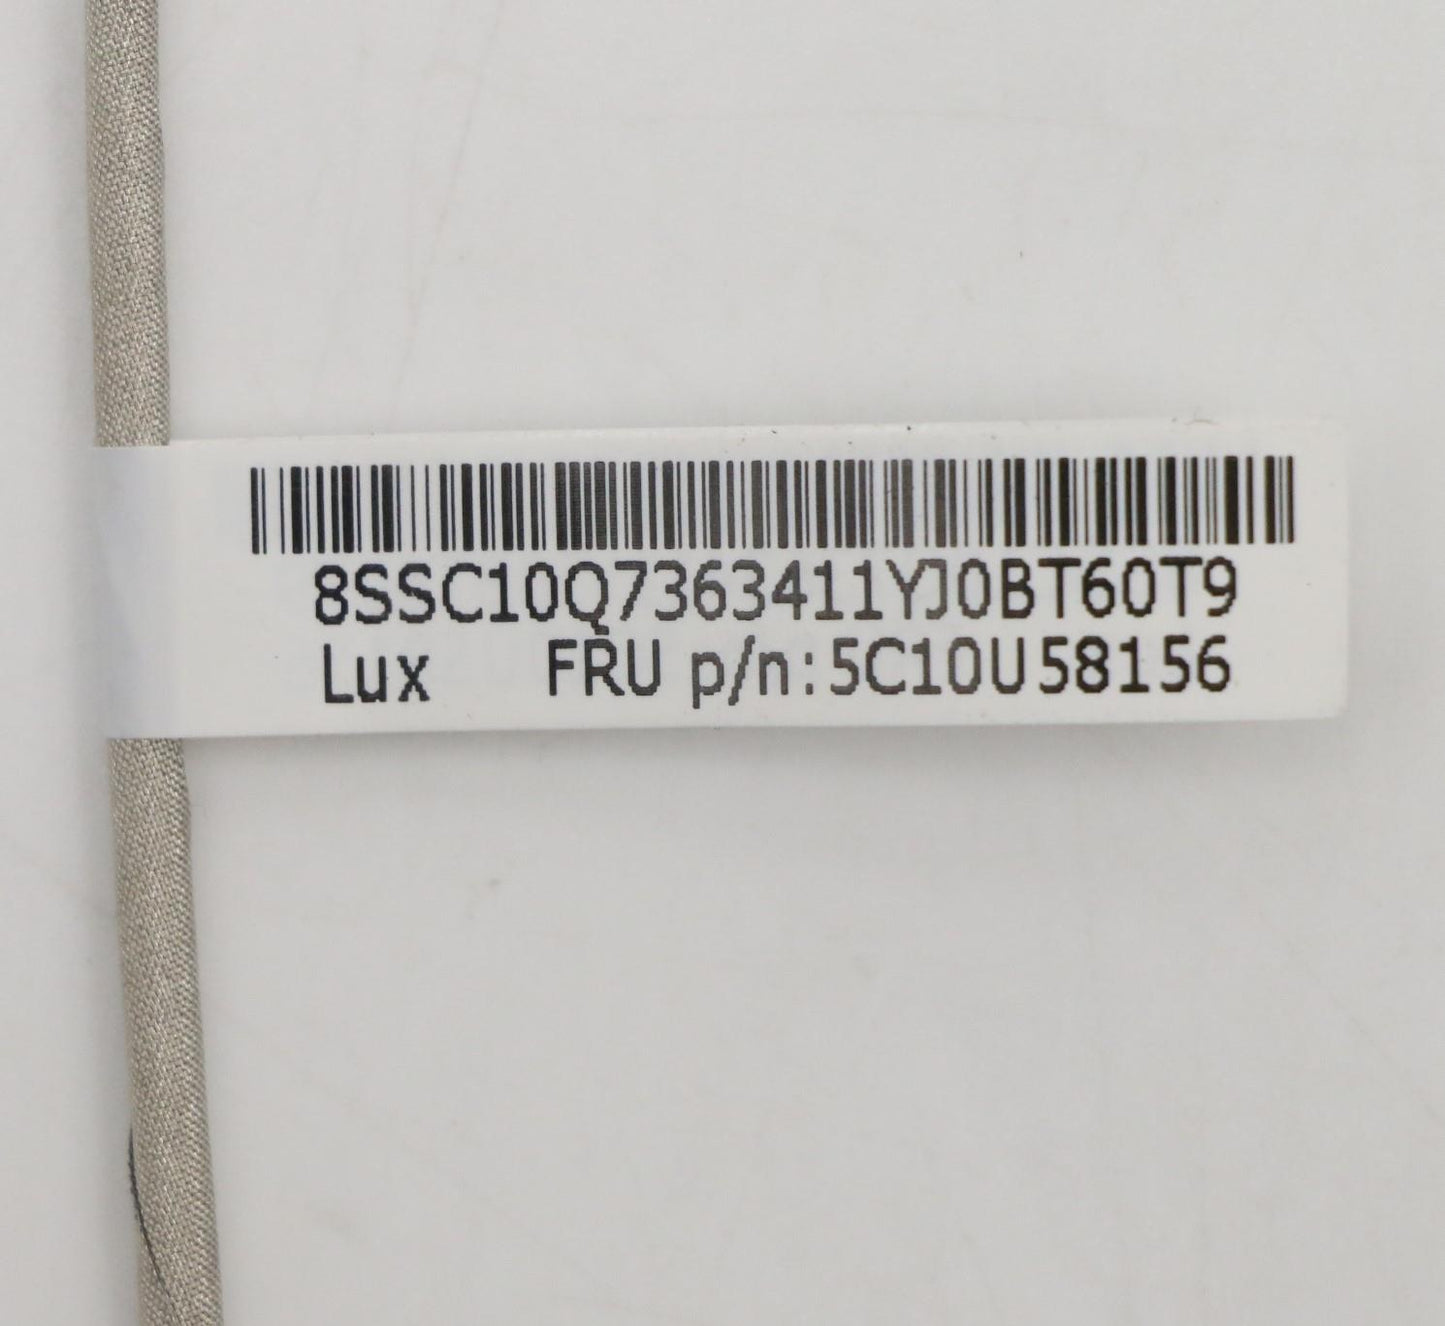 8SSC10Q7363411YJ0BT60T9
Lux FRU p/n:5C10U58156